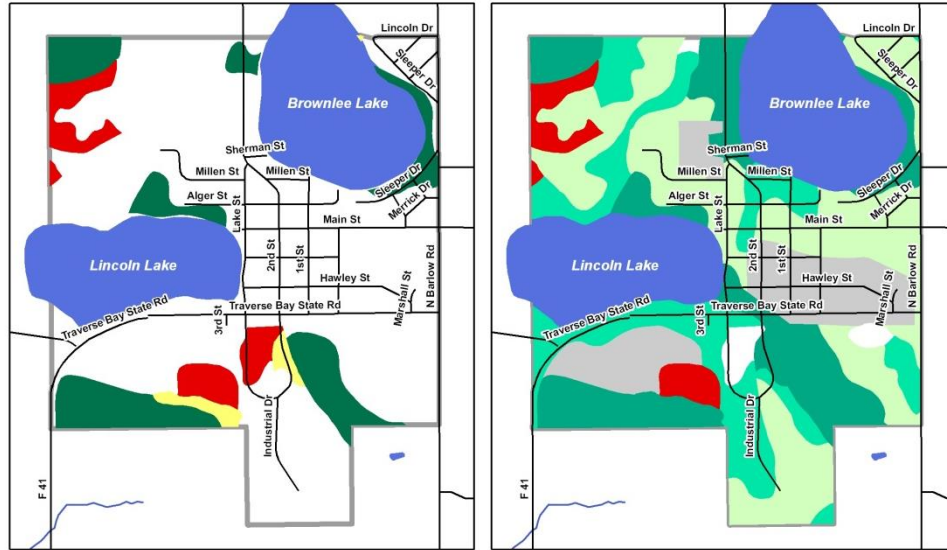 Lincoln Dr
Sleeper Dr
Brownlee Lake
Sherman St
Millen St
Millen St
Alger St
Sleeper Dr
Merrick Dr
Lake St
Main St
2nd St
1st St
N Barlow Rd
Lincoln Lake
Hawley St
Marshall St
Traverse Bay State Rd
Traverse Bay State Rd
3rd St
Industrial Dr
F 41
Lincoln Dr
Sleeper Dr
Brownlee Lake
Sherman St
Millen St
Millen St
Alger St
Sleeper Dr
Merrick Dr
Lake St
Main St
2nd St
1st St
N Barlow Rd
Lincoln Lake
Hawley St
Marshall St
Traverse Bay State Rd
Traverse Bay State Rd
3rd St
Industrial Dr
F 41